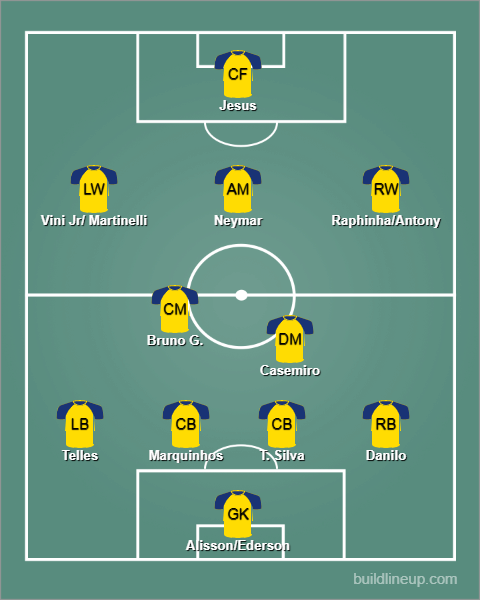 CF
Jesus
LW
AM
RW
Vini Jr/ Martinelli
Neymar
Raphinha/Antony
CM
Bruno G.
DM
Casemiro
LB
CB
CB
RB
Telles
Marquinhos
T. Silva
Danilo
GK
Alisson/Ederson
buildlineup.com